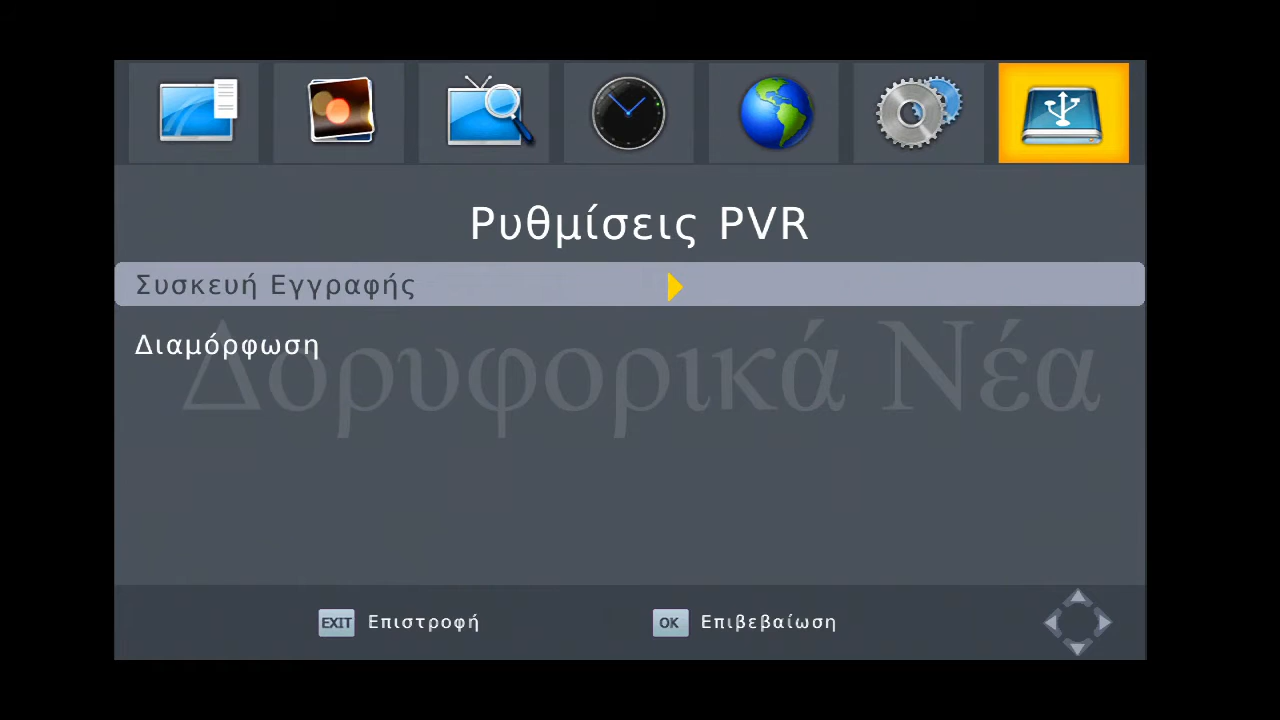 Ρυθμίσεις PVR
Συσκευή Εγγραφής
Διαμόρφωση
Δορυφορικά Νέα
EXIT Επιστροφή
OK Επιβεβαίωση